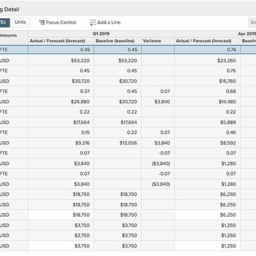 g Detail
Es Units Focus Control Add a Line
Q1 2019 Apr 2019
easures Actual / Forecast (forecast) Baseline (baseline) Variance Actual / Forecast (forecast) Baselin
FTE 0.45 0.45 0.76
USD $53,220 $53,220 $23,260
FTE 0.45 0.45 0.76
USD $30,720 $30,720 $15,760
FTE 0.37 0.45 0.07 0.68
USD $26,880 $30,720 $3,840 $14,480
FTE 0.22 0.22 0.22
USD $17,664 $17,664 $5,888
FTE 0.15 0.22 0.07 0.46
USD $9,216 $13,056 $3,840 $8,592
FTE 0.07 -0.07 0.07
USD $3,840 ($3,840) $1,280
FTE 0.07 -0.07 0.07
USD $3,840 ($3,840) $1,280
USD $18,750 $18,750 $6,250
USD $18,750 $18,750 $6,250
USD $18,750 $18,750 $6,250
USD $3,750 $3,750 $1,250
USD $3,750 $3,750 $1,250
USD $3,750 $3,750 $1,250